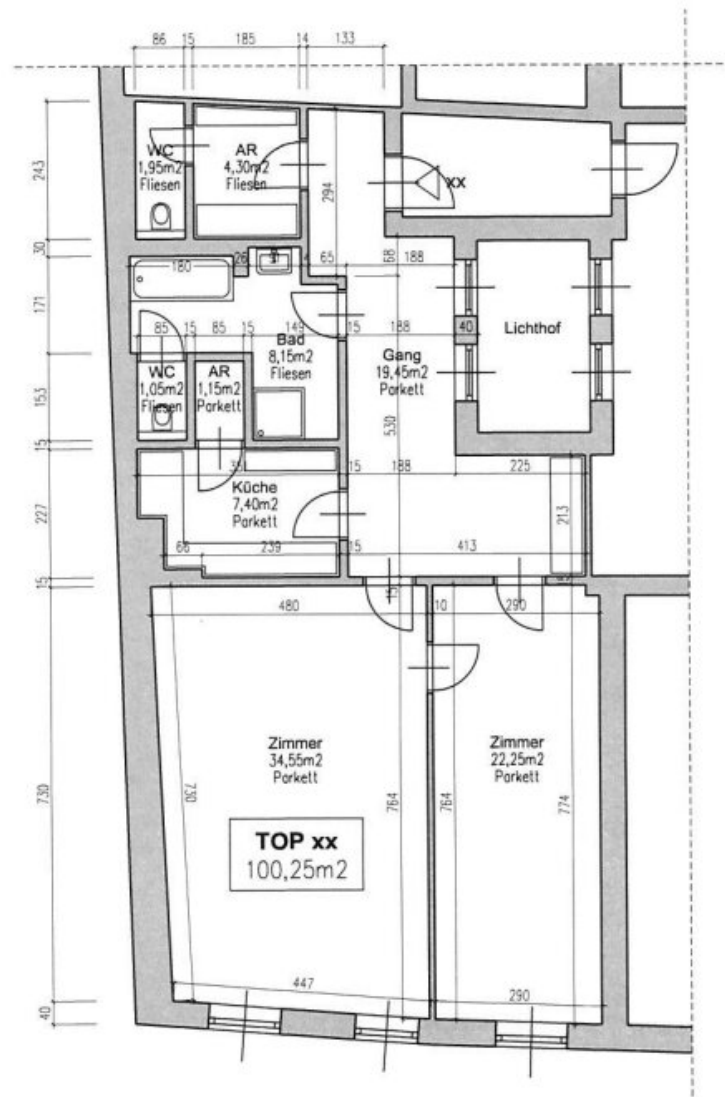 86 15 185 14 133
WC
1,95m2
Fliesen
AR
4,30m2
Fliesen
xx
243
294
30
180
26
65
188
68
171
85 15 85 15 149 15 188 40
Lichthof
Bad
8,15m2
Fliesen
Gang
19,45m2
Parkett
WC
1,05m2
Fliesen
AR
1,15m2
Parkett
153
530
15
15 188 225
Küche
7,40m2
Parkett
227
213
66 239 15 413
15
15
480 10 290
Zimmer
34,55m2
Parkett
Zimmer
22,25m2
Parkett
730
730
764
764
774
TOP xx
100,25m2
447
290
40